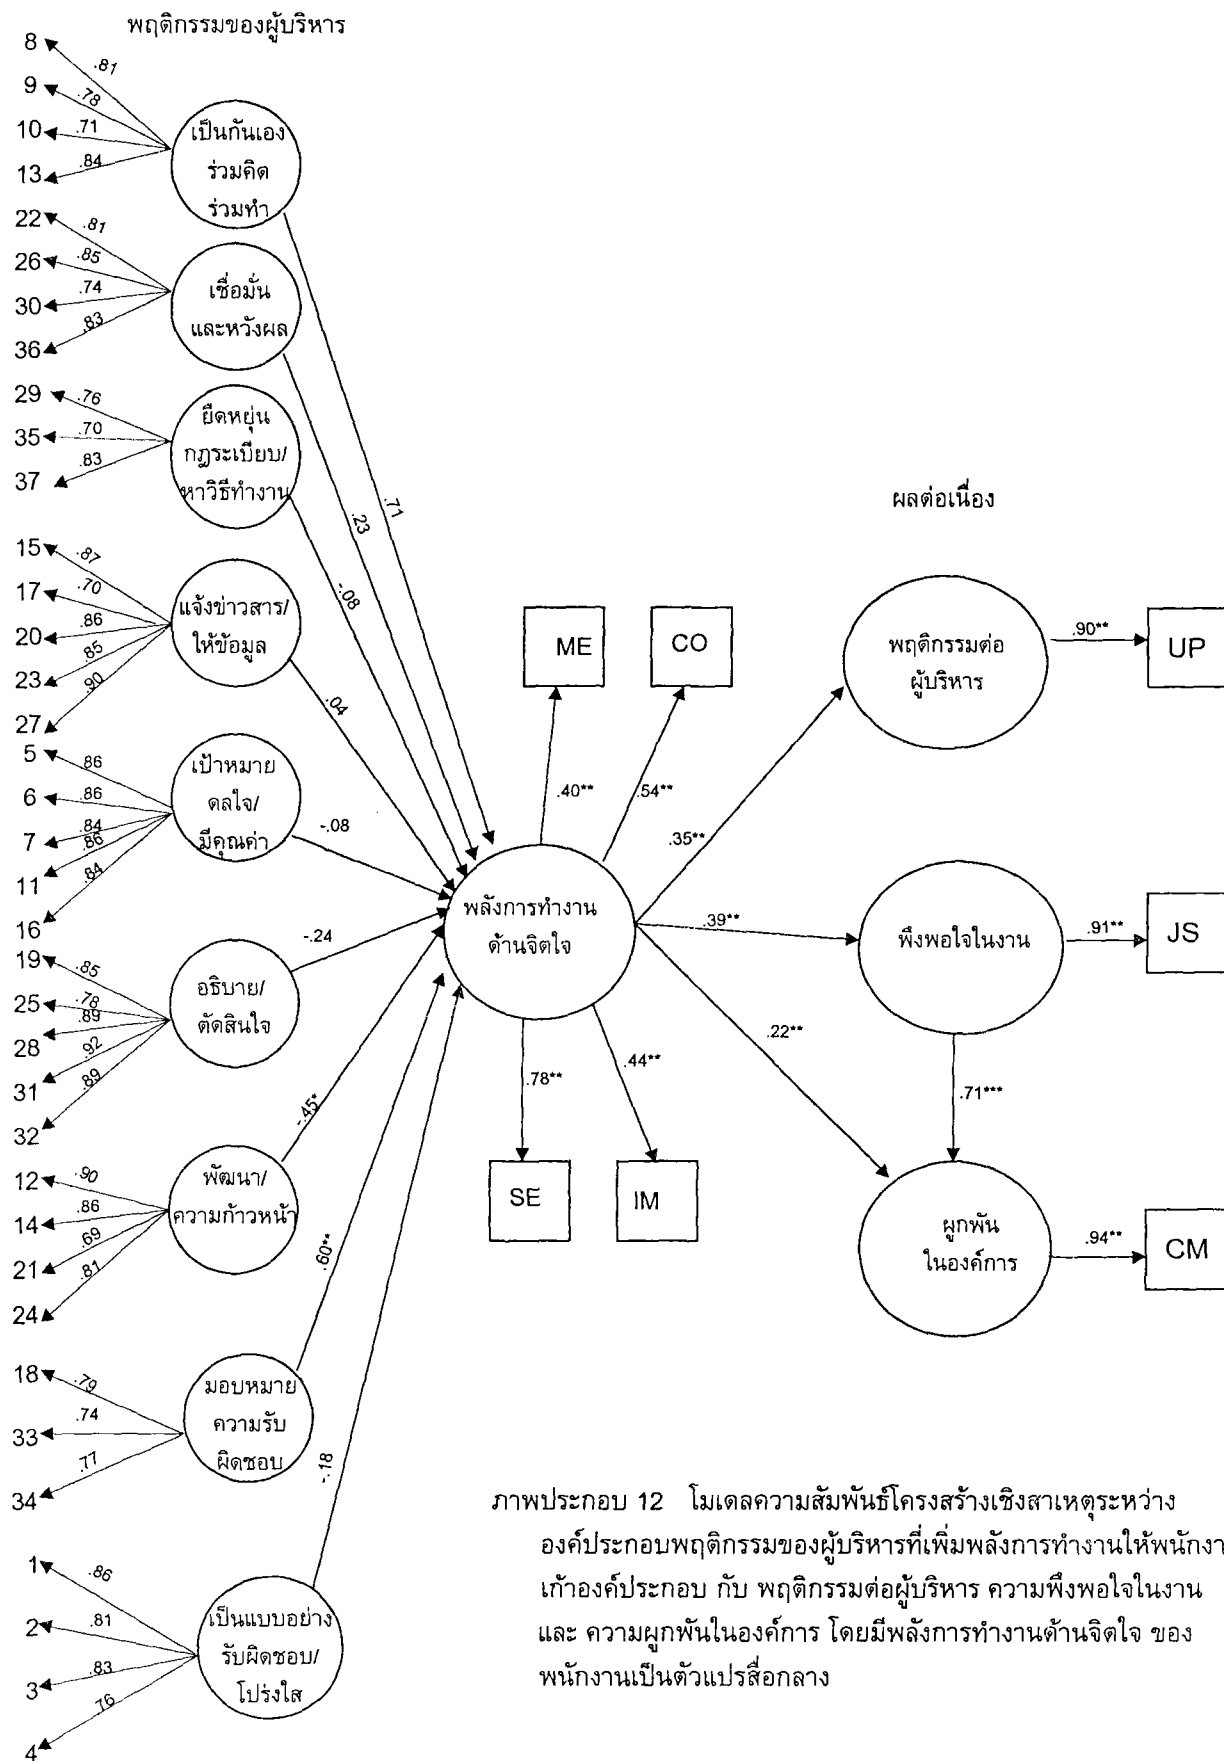 พฤติกรรมของผู้บริหาร
8
.81
9
.78
10
.71
13
.84
เป็นกันเอง
ร่วมคิด
ร่วมทำ
22
.81
26
.85
30
.74
36
.83
เชื่อมั่น
และหวังผล
29
.76
35
.70
37
.83
ยืดหยุ่น
กฎระเบียบ/
หาวิธีทำงาน
15
.87
17
.70
20
.86
23
.85
27
.90
แจ้งข่าวสาร/
ให้ข้อมูล
5
.86
6
.86
7
.84
11
.86
16
.84
เป้าหมาย
ดลใจ/
มีคุณค่า
19
.85
25
.78
28
.89
31
.92
32
.89
อธิบาย/
ตัดสินใจ
12
.90
14
.86
21
.69
24
.81
พัฒนา/
ความก้าวหน้า
18
.79
33
.74
34
.77
มอบหมาย
ความรับ
ผิดชอบ
1
.86
2
.81
3
.83
4
.76
เป็นแบบอย่าง
รับผิดชอบ/
โปร่งใส
.71
.23
-.08
.04
-.08
-.24
-.45*
.60**
-.18
ME
CO
.40**
.54**
พลังการทำงาน
ด้านจิตใจ
.78**
.44**
SE
IM
ผลต่อเนื่อง
.35**
พฤติกรรมต่อ
ผู้บริหาร
.90**
UP
.39**
พึงพอใจในงาน
.91**
JS
.22**
.71***
ผูกพัน
ในองค์การ
.94**
CM
ภาพประกอบ 12 โมเดลความสัมพันธ์โครงสร้างเชิงสาเหตุระหว่าง
องค์ประกอบพฤติกรรมของผู้บริหารที่เพิ่มพลังการทำงานให้พนักงา
เก้าองค์ประกอบ กับ พฤติกรรมต่อผู้บริหาร ความพึงพอใจในงาน
และ ความผูกพันในองค์การ โดยมีพลังการทำงานด้านจิตใจ ของ
พนักงานเป็นตัวแปรสื่อกลาง